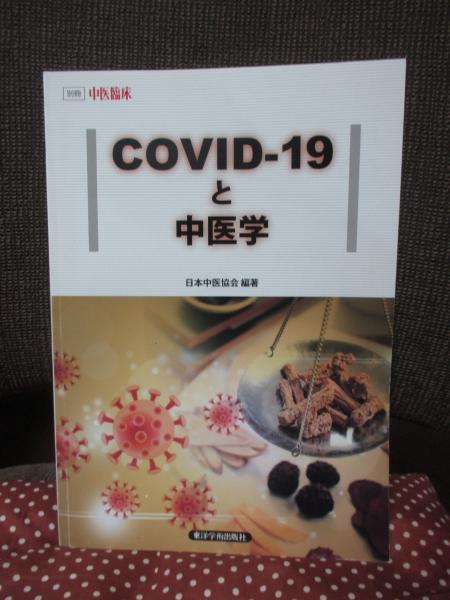 別冊 中医臨床
COVID-19
と
中医学
日本中医協会 編著
東洋学術出版社